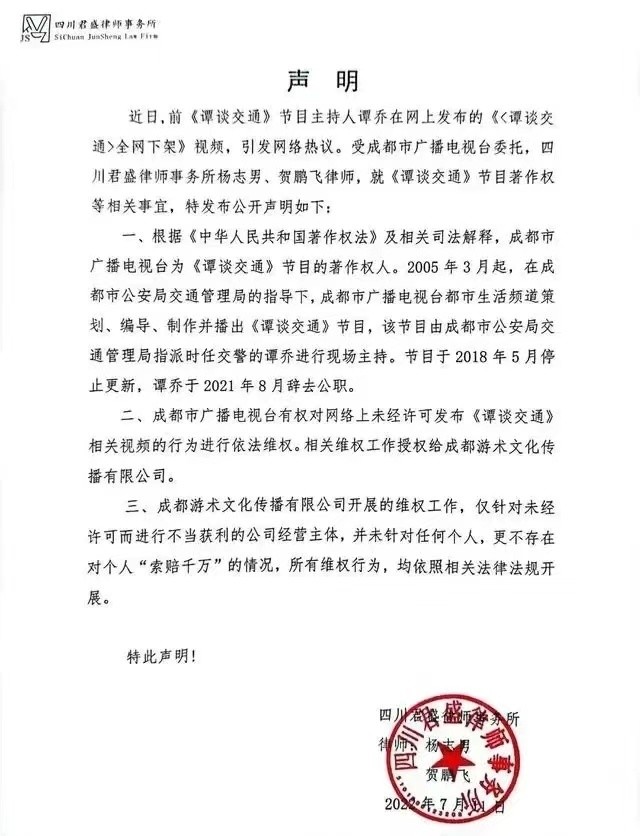 四川君盛律师事务所
JS
SiChuan JunSheng Law Firm
声 明
近日,前《谭谈交通》节目主持人谭乔在网上发布的《<谭谈交
通>全网下架》视频，引发网络热议。受成都市广播电视台委托，四
川君盛律师事务所杨志男、贺鹏飞律师，就《谭谈交通》节目著作权
等相关事宜，特发布公开声明如下：
一、根据《中华人民共和国著作权法》及相关司法解释，成都市
广播电视台为《谭谈交通》节目的著作权人。2005 年 3 月起，在成
都市公安局交通管理局的指导下，成都市广播电视台都市生活频道策
划、编导、制作并播出《谭谈交通》节目，该节目由成都市公安局交
通管理局指派时任交警的谭乔进行现场主持。节目于 2018 年 5 月停
止更新，谭乔于 2021 年 8 月辞去公职。
二、成都市广播电视台有权对网络上未经许可发布《谭谈交通》
相关视频的行为进行依法维权。相关维权工作授权给成都游术文化传
播有限公司。
三、成都游术文化传播有限公司开展的维权工作，仅针对未经
许可而进行不当获利的公司经营主体，并未针对任何个人，更不存在
对个人“索赔千万”的情况，所有维权行为，均依照相关法律法规开
展。
特此声明！
四川君盛律师事务所
律师：杨志男
贺鹏飞
2022 年 7 月 11 日
四川君盛律师事务所